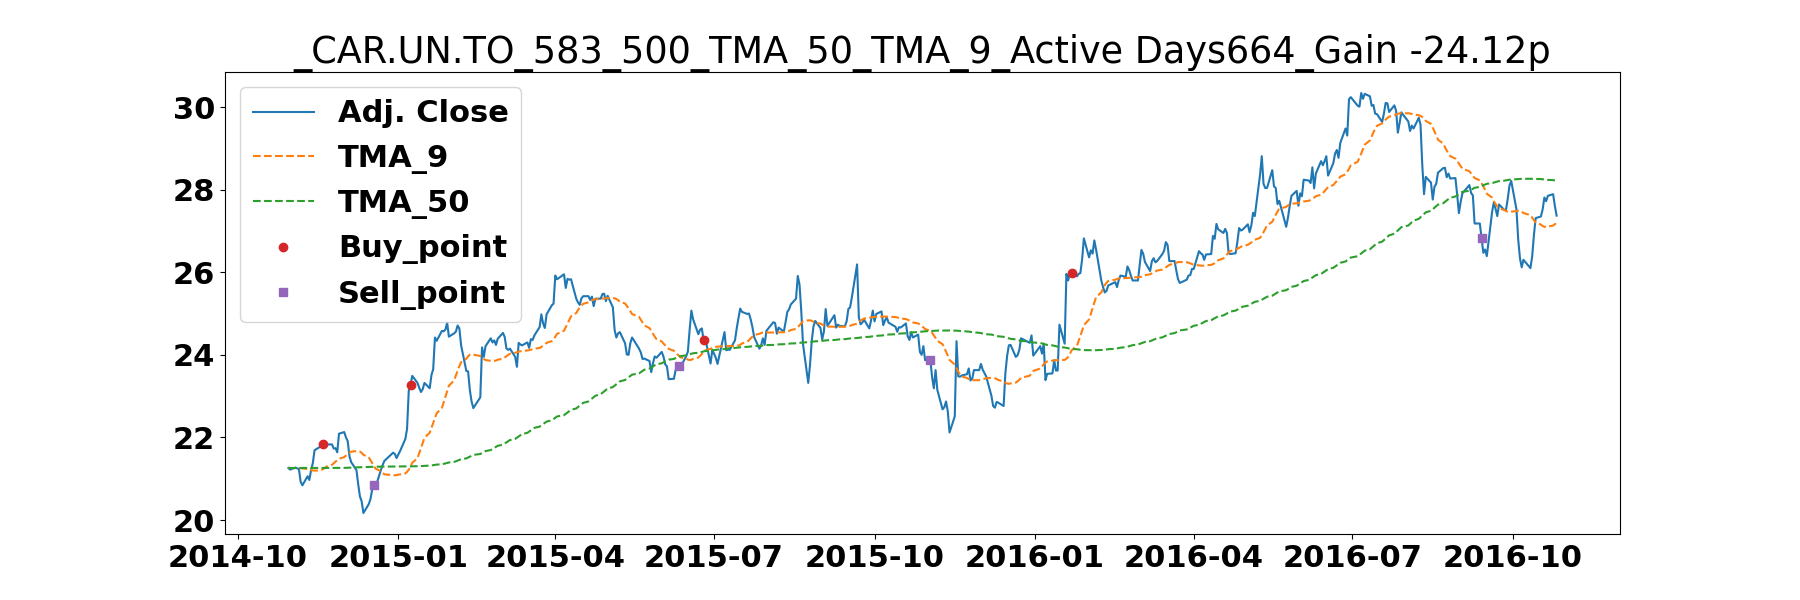 _CAR.UN.TO_583_500_TMA_50_TMA_9_Active Days664_Gain -24.12p
Adj. Close
TMA_9
TMA_50
Buy_point
Sell_point
30
28
26
24
22
20
2014-10 2015-01 2015-04 2015-07 2015-10 2016-01 2016-04 2016-07 2016-10